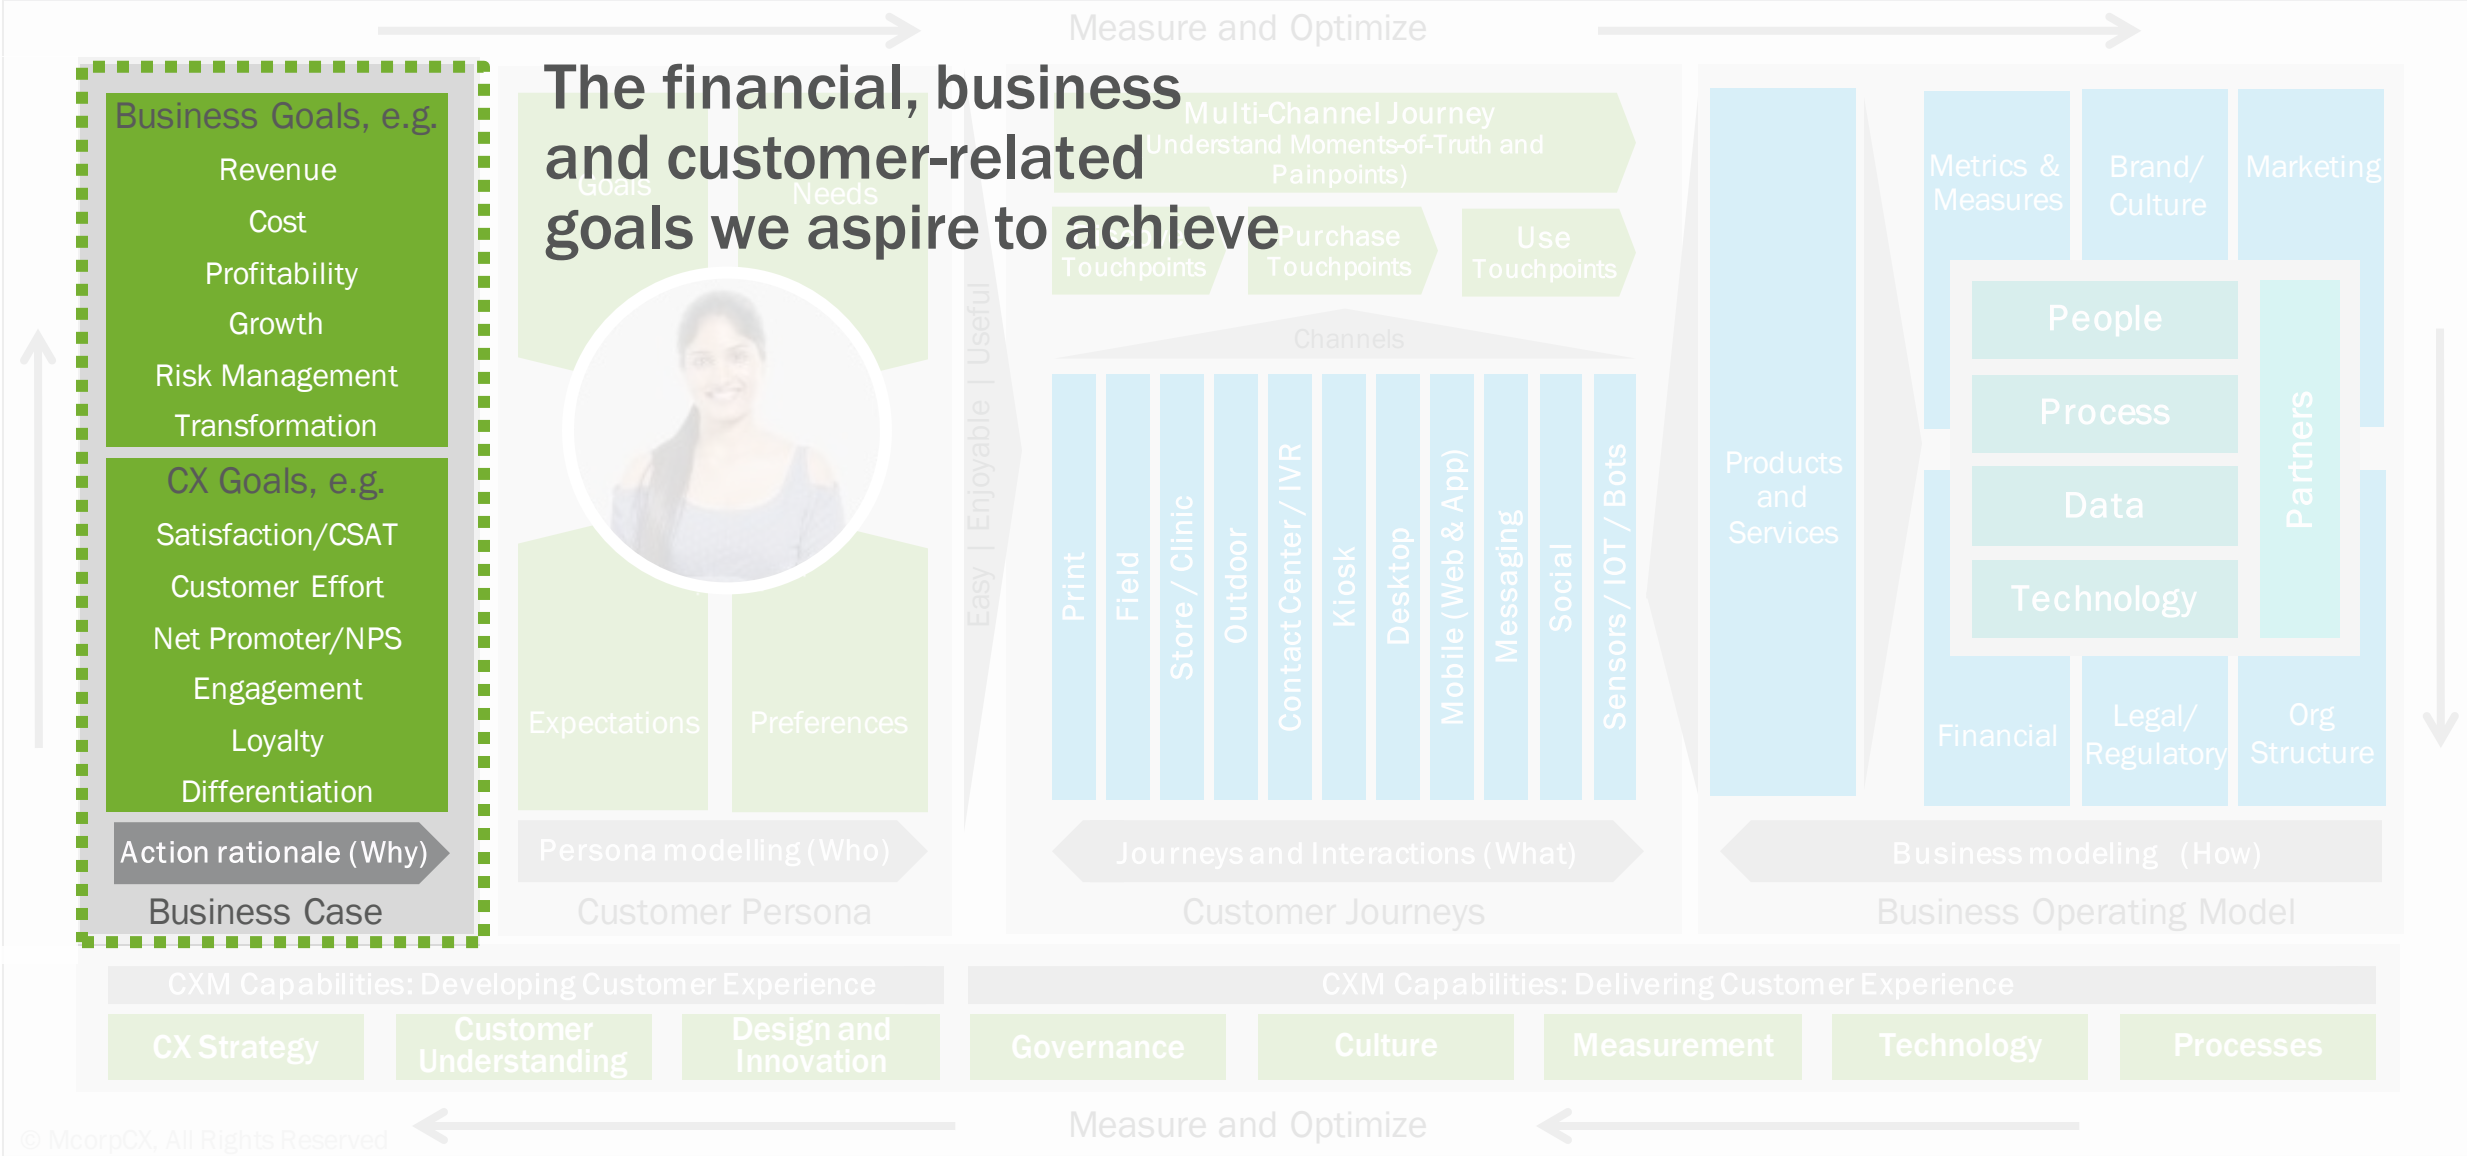 Measure and Optimize
The financial, business
and customer-related
goals we aspire to achieve
Business Goals, e.g.
Revenue
Cost
Profitability
Growth
Risk Management
Transformation
CX Goals, e.g.
Satisfaction/CSAT
Customer Effort
Net Promoter/NPS
Engagement
Loyalty
Differentiation
Action rationale (Why)
Business Case
Goals
Needs
Expectations
Preferences
Persona modelling (Who)
Customer Persona
Easy | Enjoyable | Useful
Multi-Channel Journey
Understand Moments-of-Truth and
Painpoints)
Touchpoints
Purchase
Touchpoints
Use
Touchpoints
Channels
Print
Field
Store / Clinic
Outdoor
Contact Center / IVR
Kiosk
Desktop
Mobile (Web & App)
Messaging
Social
Sensors / IOT / Bots
Journeys and Interactions (What)
Customer Journeys
Products
and
Services
Metrics &
Measures
Brand/
Culture
Marketing
People
Process
Data
Technology
Partners
Financial
Legal/
Regulatory
Org
Structure
Business modeling (How)
Business Operating Model
CXM Capabilities: Developing Customer Experience
CXM Capabilities: Delivering Customer Experience
CX Strategy
Customer
Understanding
Design and
Innovation
Governance
Culture
Measurement
Technology
Processes
Measure and Optimize
© McorpCX, All Rights Reserved